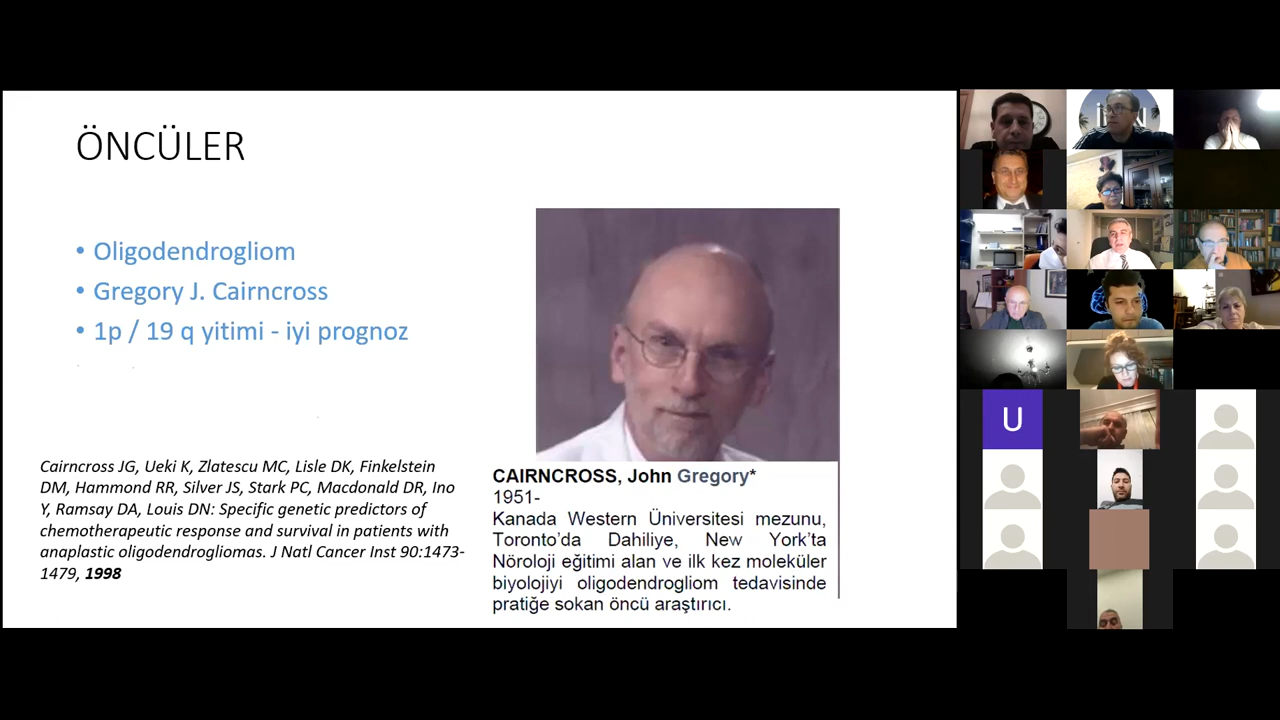 ÖNCÜLER
• Oligodendrogliom
• Gregory J. Cairncross
• 1p / 19 q yitimi - iyi prognoz
Cairncross JG, Ueki K, Zlatescu MC, Lisle DK, Finkelstein
DM, Hammond RR, Silver JS, Stark PC, Macdonald DR, Ino
Y, Ramsay DA, Louis DN: Specific genetic predictors of
chemotherapeutic response and survival in patients with
anaplastic oligodendrogliomas. J Natl Cancer Inst 90:1473-
1479, 1998
CAIRNCROSS, John Gregory*
1951-
Kanada Western Üniversitesi mezunu,
Toronto'da Dahiliye, New York'ta
Nöroloji eğitimi alan ve ilk kez moleküler
biyolojiyi oligodendrogliom tedavisinde
pratiğe sokan öncü araştırıcı.
U